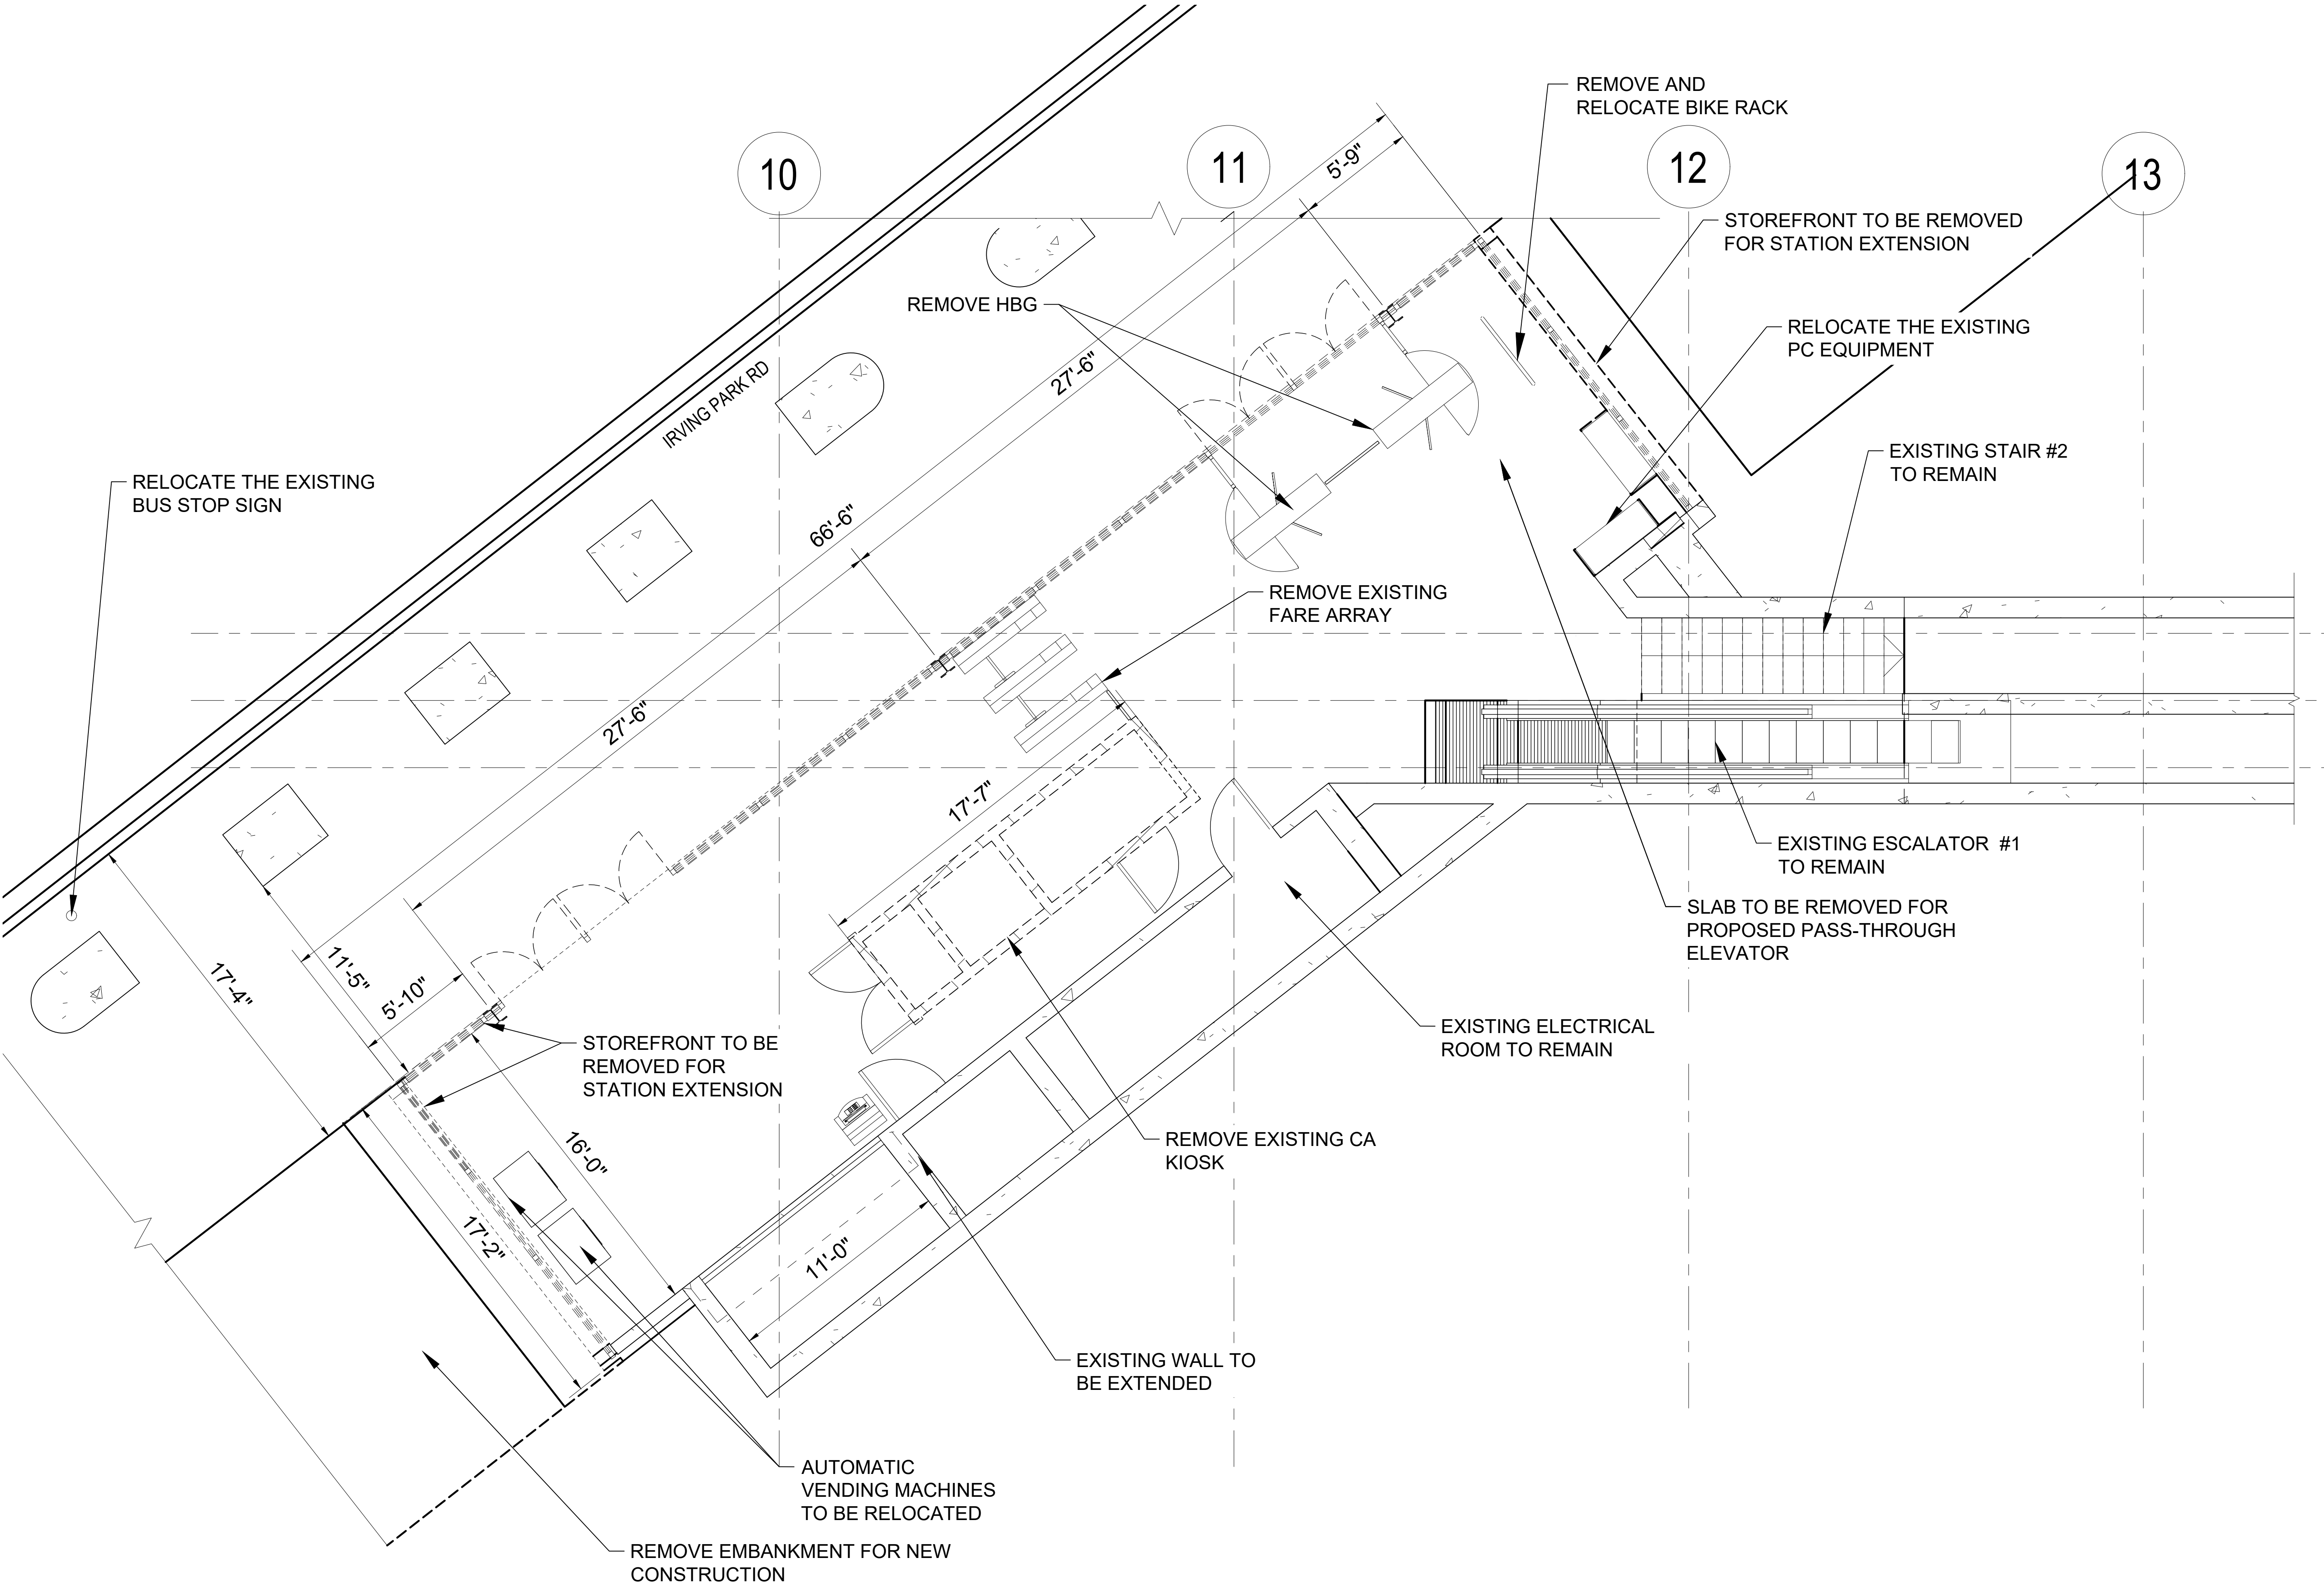 REMOVE AND
RELOCATE BIKE RACK
10
11
12
13
5'-9"
STOREFRONT TO BE REMOVED
FOR STATION EXTENSION
REMOVE HBG
RELOCATE THE EXISTING
PC EQUIPMENT
IRVING PARK RD
27'-6"
EXISTING STAIR #2
TO REMAIN
RELOCATE THE EXISTING
BUS STOP SIGN
66'-6"
REMOVE EXISTING
FARE ARRAY
27'-6"
17'-7"
EXISTING ESCALATOR #1
TO REMAIN
SLAB TO BE REMOVED FOR
PROPOSED PASS-THROUGH
ELEVATOR
17'-4"
11'-5"
5'-10"
STOREFRONT TO BE
REMOVED FOR
STATION EXTENSION
EXISTING ELECTRICAL
ROOM TO REMAIN
16'-0"
REMOVE EXISTING CA
KIOSK
17'-2"
11'-0"
EXISTING WALL TO
BE EXTENDED
AUTOMATIC
VENDING MACHINES
TO BE RELOCATED
REMOVE EMBANKMENT FOR NEW
CONSTRUCTION